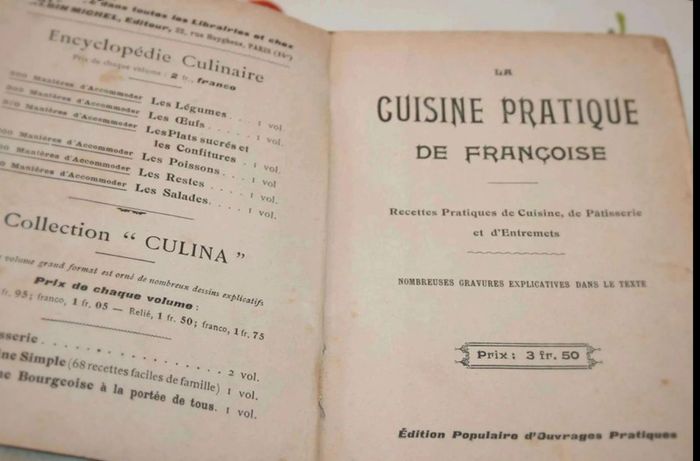 dans toutes les Librairies et chez
MICHEL, Editeur, 22, rue Huyghens, PARIS (14ᵉ)
Encyclopédie Culinaire
Prix de chaque volume : 2 fr., franco
Manières d'Accommoder Les Légumes . . . 1 vol.
Manières d'Accommoder Les Œufs . . . . . 1 vol.
Manières d'Accommoder Les Plats sucrés et
les Confitures . . 1 vol.
Manières d'Accommoder Les Poissons . . . 1 vol
Manières d'Accommoder Les Restes . . . . 1 vol.
Manières d'Accommoder Les Salades. . . . . 1 vol.
Collection “ CULINA ”
volume grand format est orné de nombreux dessins explicatifs
Prix de chaque volume :
fr. 95; franco, 1 fr. 05 — Relié, 1 fr. 50; franco, 1 fr. 75
. . . . . . . . . . 2 vol.
Simple (68 recettes faciles de famille) 1 vol.
Bourgeoise à la portée de tous. 1 vol.
LA
CUISINE PRATIQUE
DE FRANÇOISE
Recettes Pratiques de Cuisine, de Pâtisserie
et d'Entremets
NOMBREUSES GRAVURES EXPLICATIVES DANS LE TEXTE
Prix : 3 fr. 50
Édition Populaire d'Ouvrages Pratiques